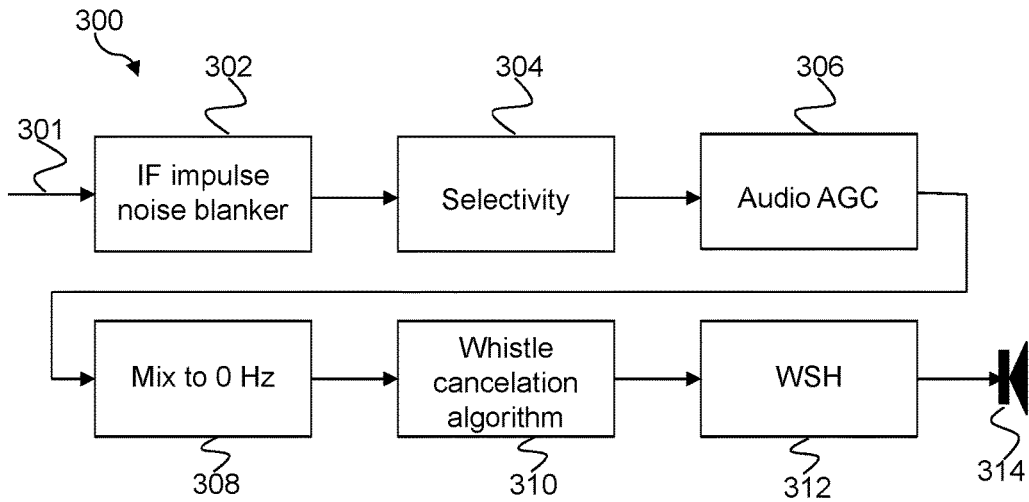 300
302
304
306
301
IF impulse
noise blanker
Selectivity
Audio AGC
Mix to 0 Hz
Whistle
cancelation
algorithm
WSH
308
310
312
314